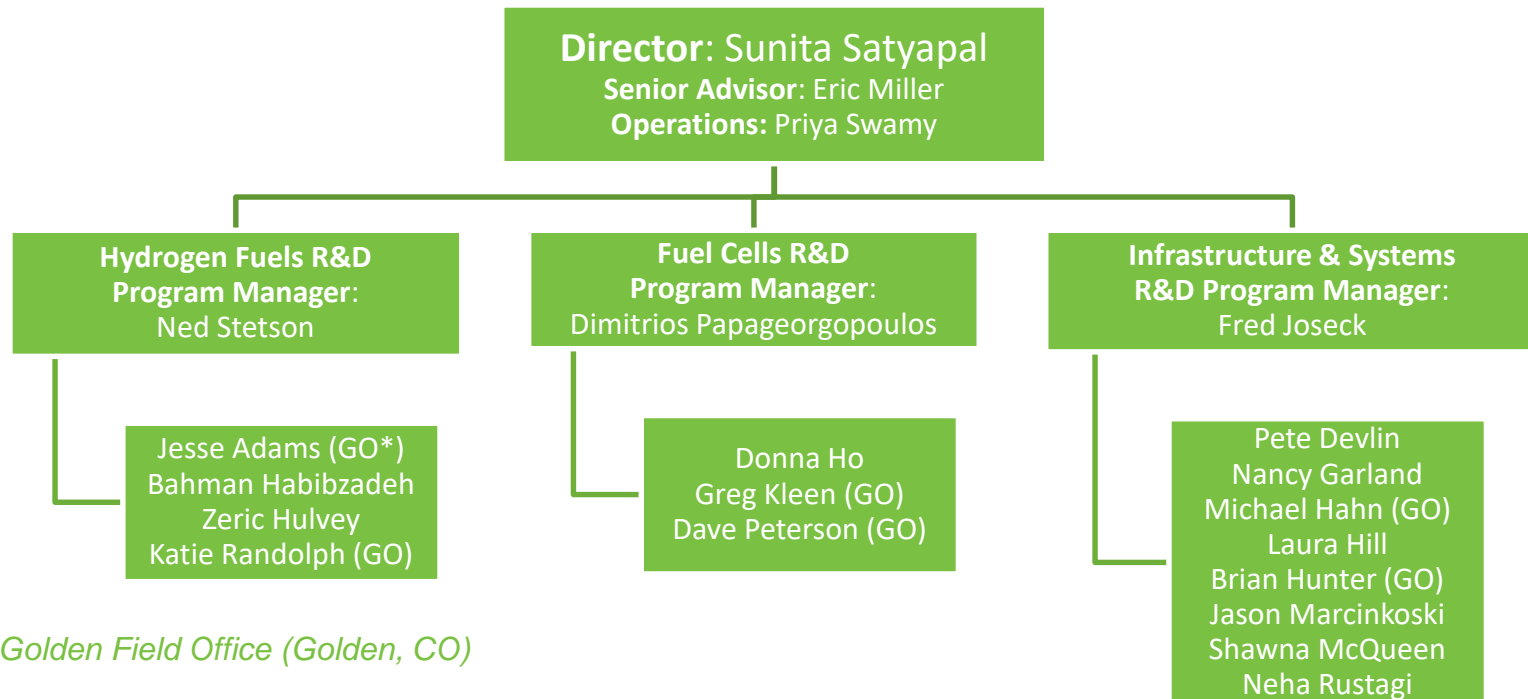 Director: Sunita Satyapal
Senior Advisor: Eric Miller
Operations: Priya Swamy
Hydrogen Fuels R&D
Program Manager:
Ned Stetson
Fuel Cells R&D
Program Manager:
Dimitrios Papageorgopoulos
Infrastructure & Systems
R&D Program Manager:
Fred Joseck
Jesse Adams (GO*)
Bahman Habibzadeh
Zeric Hulvey
Katie Randolph (GO)
Donna Ho
Greg Kleen (GO)
Dave Peterson (GO)
Pete Devlin
Nancy Garland
Michael Hahn (GO)
Laura Hill
Brian Hunter (GO)
Jason Marcinkoski
Shawna McQueen
Neha Rustagi
Golden Field Office (Golden, CO)